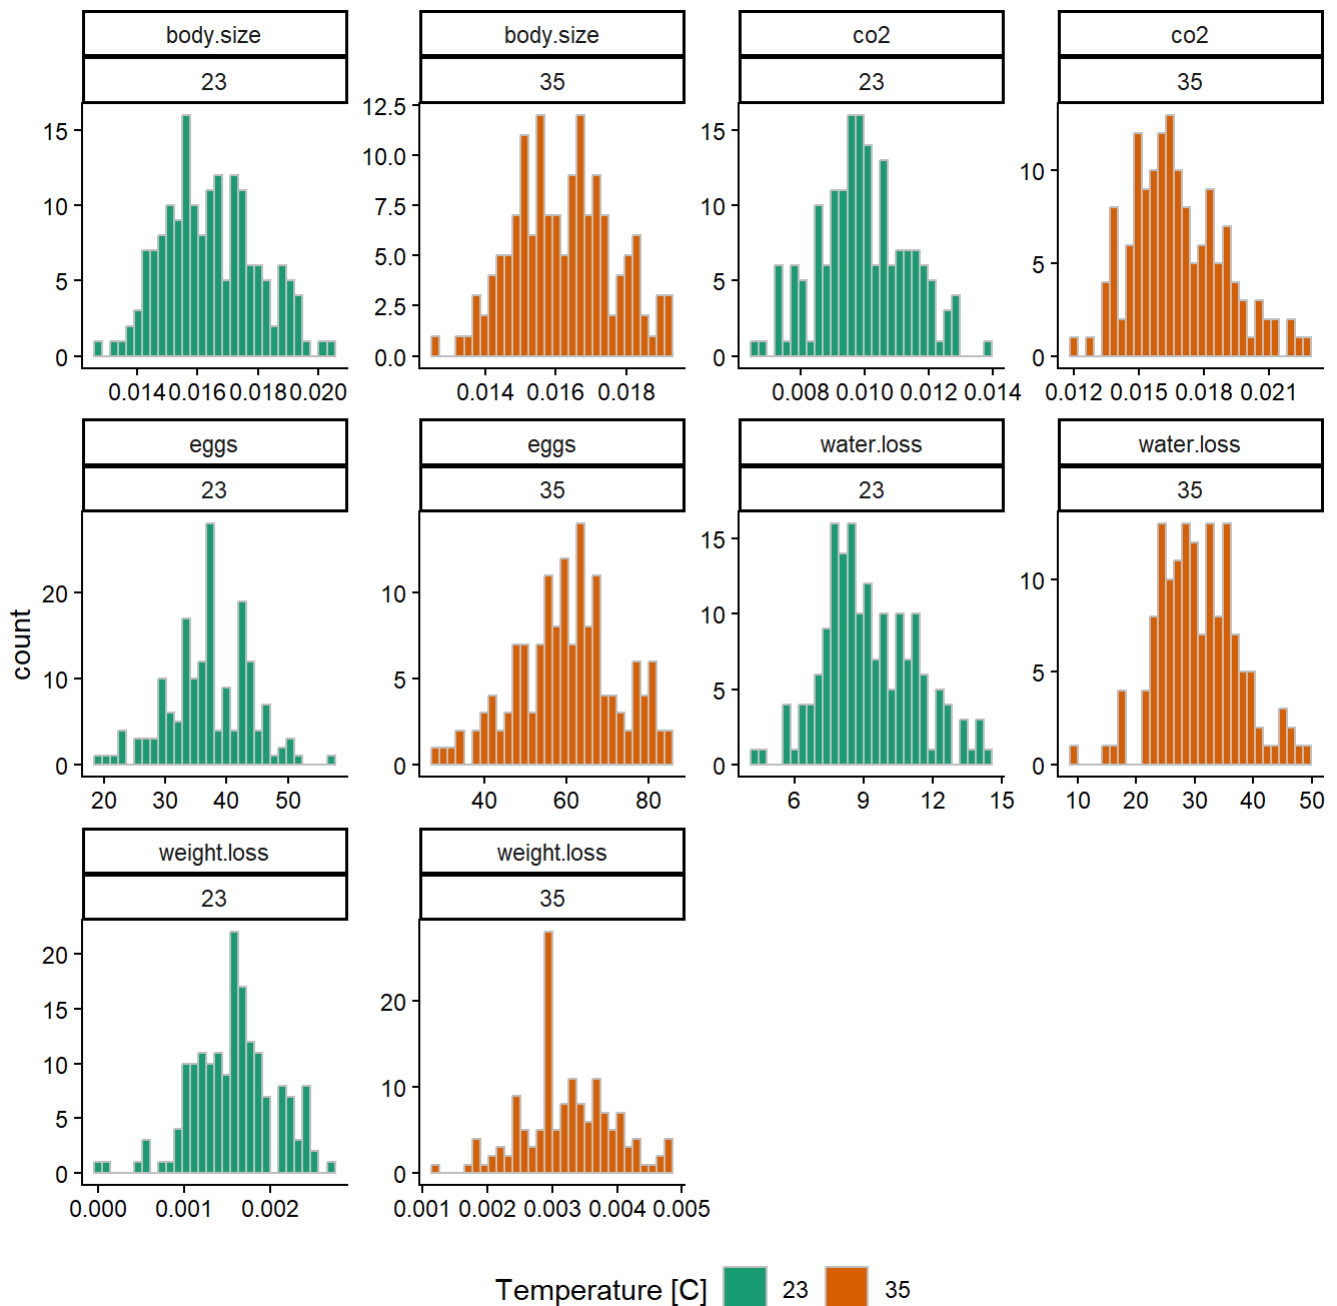 body.size body.size co2 co2
23 35 23 35
15 12.5 15 10
10 10.0 10 5
5 7.5 5 0
0 5.0 0
2.5
0.0
0.014 0.016 0.018 0.020 0.014 0.016 0.018 0.008 0.010 0.012 0.014 0.012 0.015 0.018 0.021
eggs eggs water.loss water.loss
23 35 23 35
20 10 15 10
10 5 10 5
0 0 5 0
0
20 30 40 50 40 60 80 6 9 12 15 10 20 30 40 50
count
weight.loss weight.loss
23 35
20 20
15 10
10 0
5
0
0.000 0.001 0.002 0.001 0.002 0.003 0.004 0.005
Temperature [C] 23 35